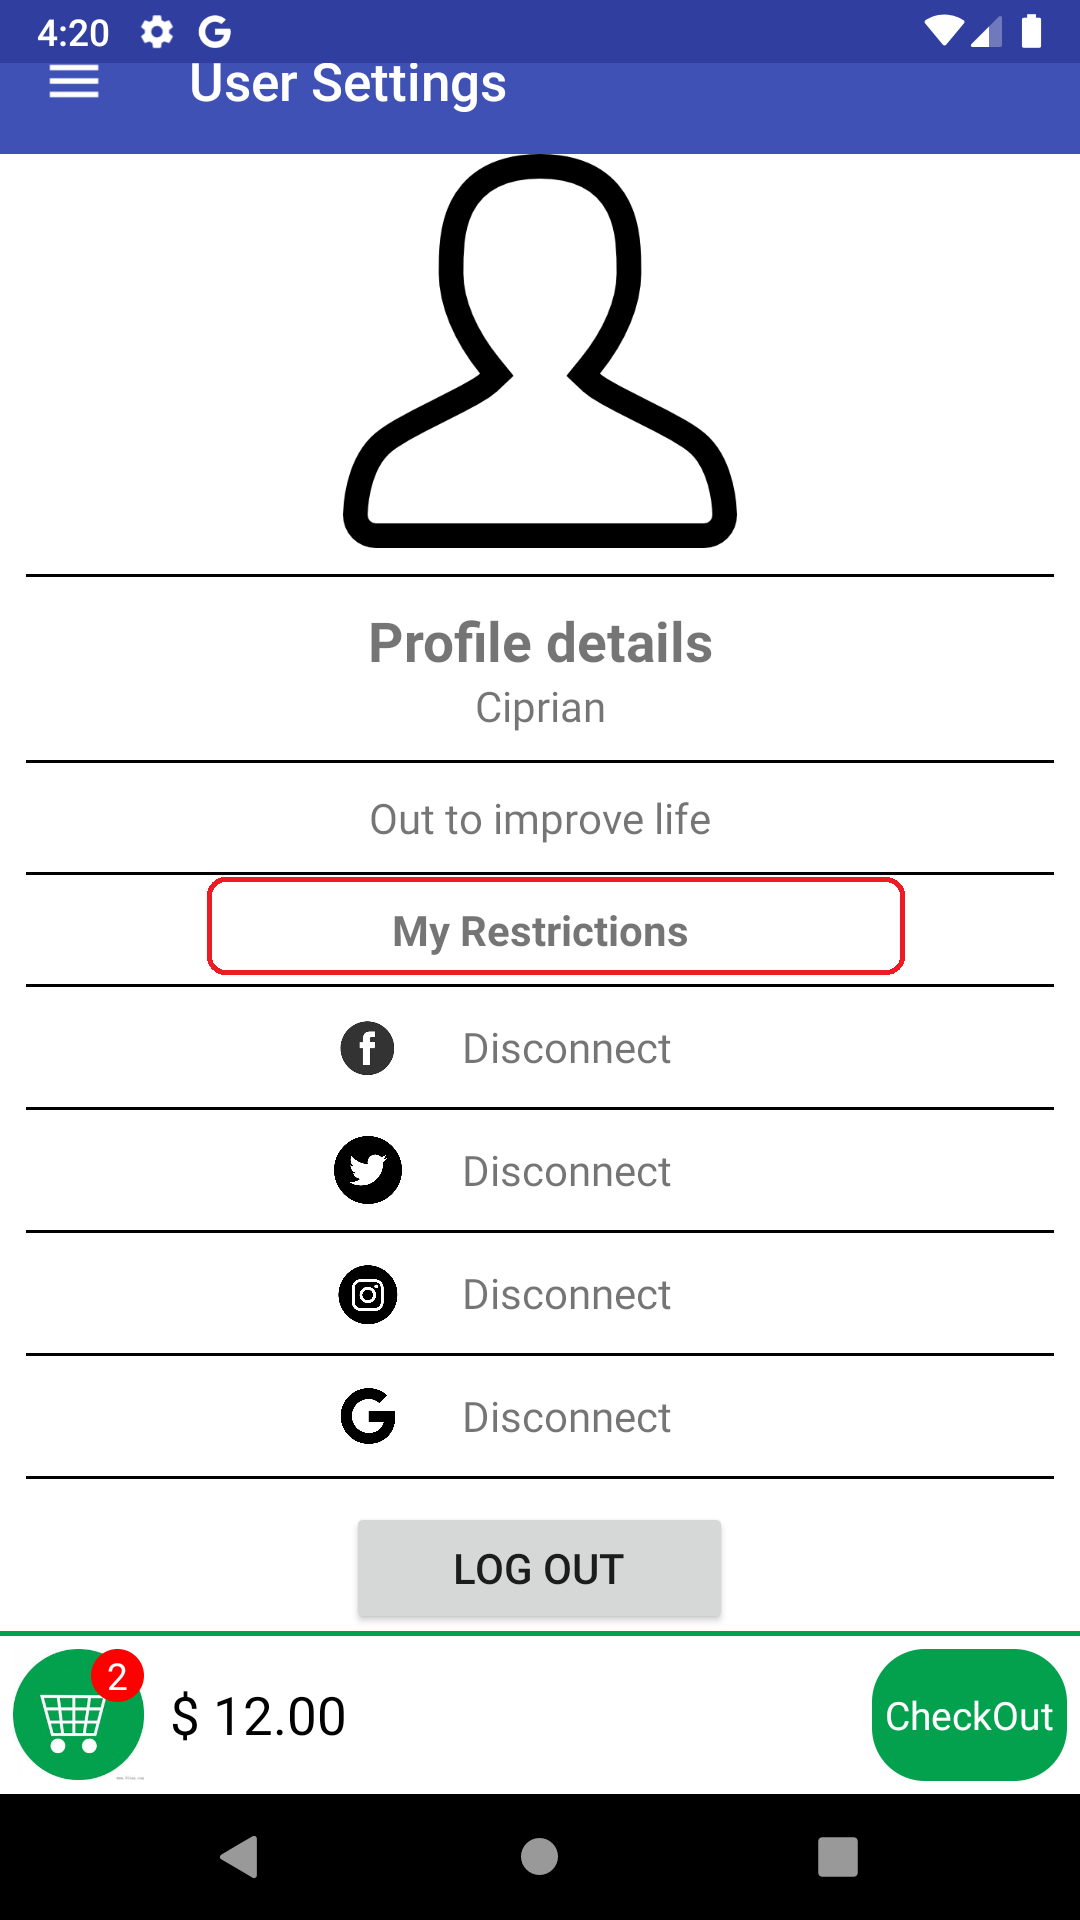 4:20
User Settings
Profile details
Ciprian
Out to improve life
My Restrictions
Disconnect
Disconnect
Disconnect
Disconnect
LOG OUT
2
$ 12.00
CheckOut